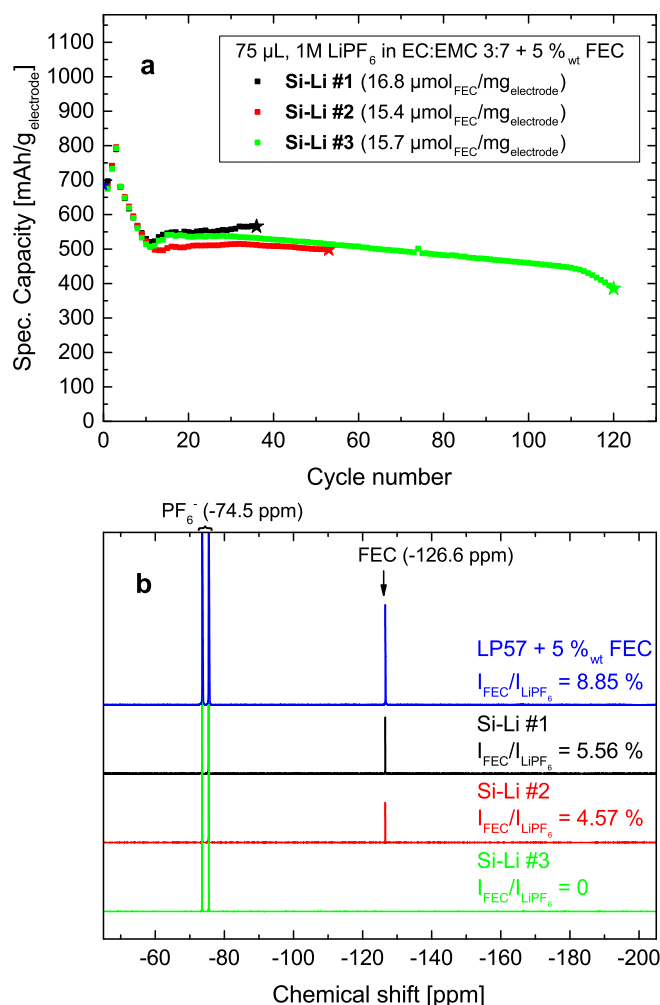 75 µL, 1M LiPF6 in EC:EMC 3:7 + 5 %wt FEC
a
Si-Li #1 (16.8 µmolFEC/mgelectrode)
Si-Li #2 (15.4 µmolFEC/mgelectrode)
Si-Li #3 (15.7 µmolFEC/mgelectrode)
Spec. Capacity [mAh/gelectrode]
1100
1000
900
800
700
600
500
400
300
200
100
0
0 20 40 60 80 100 120
Cycle number
PF6- (-74.5 ppm)
FEC (-126.6 ppm)
b
LP57 + 5 %wt FEC
IFEC/ILiPF6 = 8.85 %
Si-Li #1
IFEC/ILiPF6 = 5.56 %
Si-Li #2
IFEC/ILiPF6 = 4.57 %
Si-Li #3
IFEC/ILiPF6 = 0
-60 -80 -100 -120 -140 -160 -180 -200
Chemical shift [ppm]